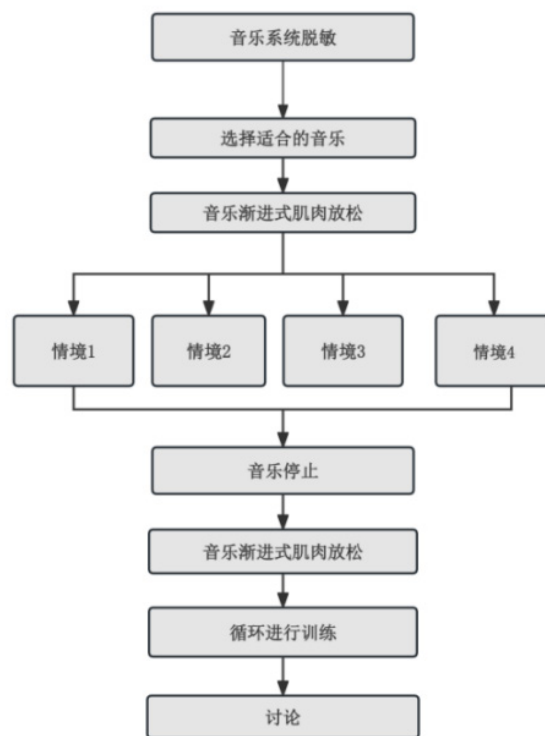 音乐系统脱敏
选择适合的音乐
音乐渐进式肌肉放松
情境1
情境2
情境3
情境4
音乐停止
音乐渐进式肌肉放松
循环进行训练
讨论